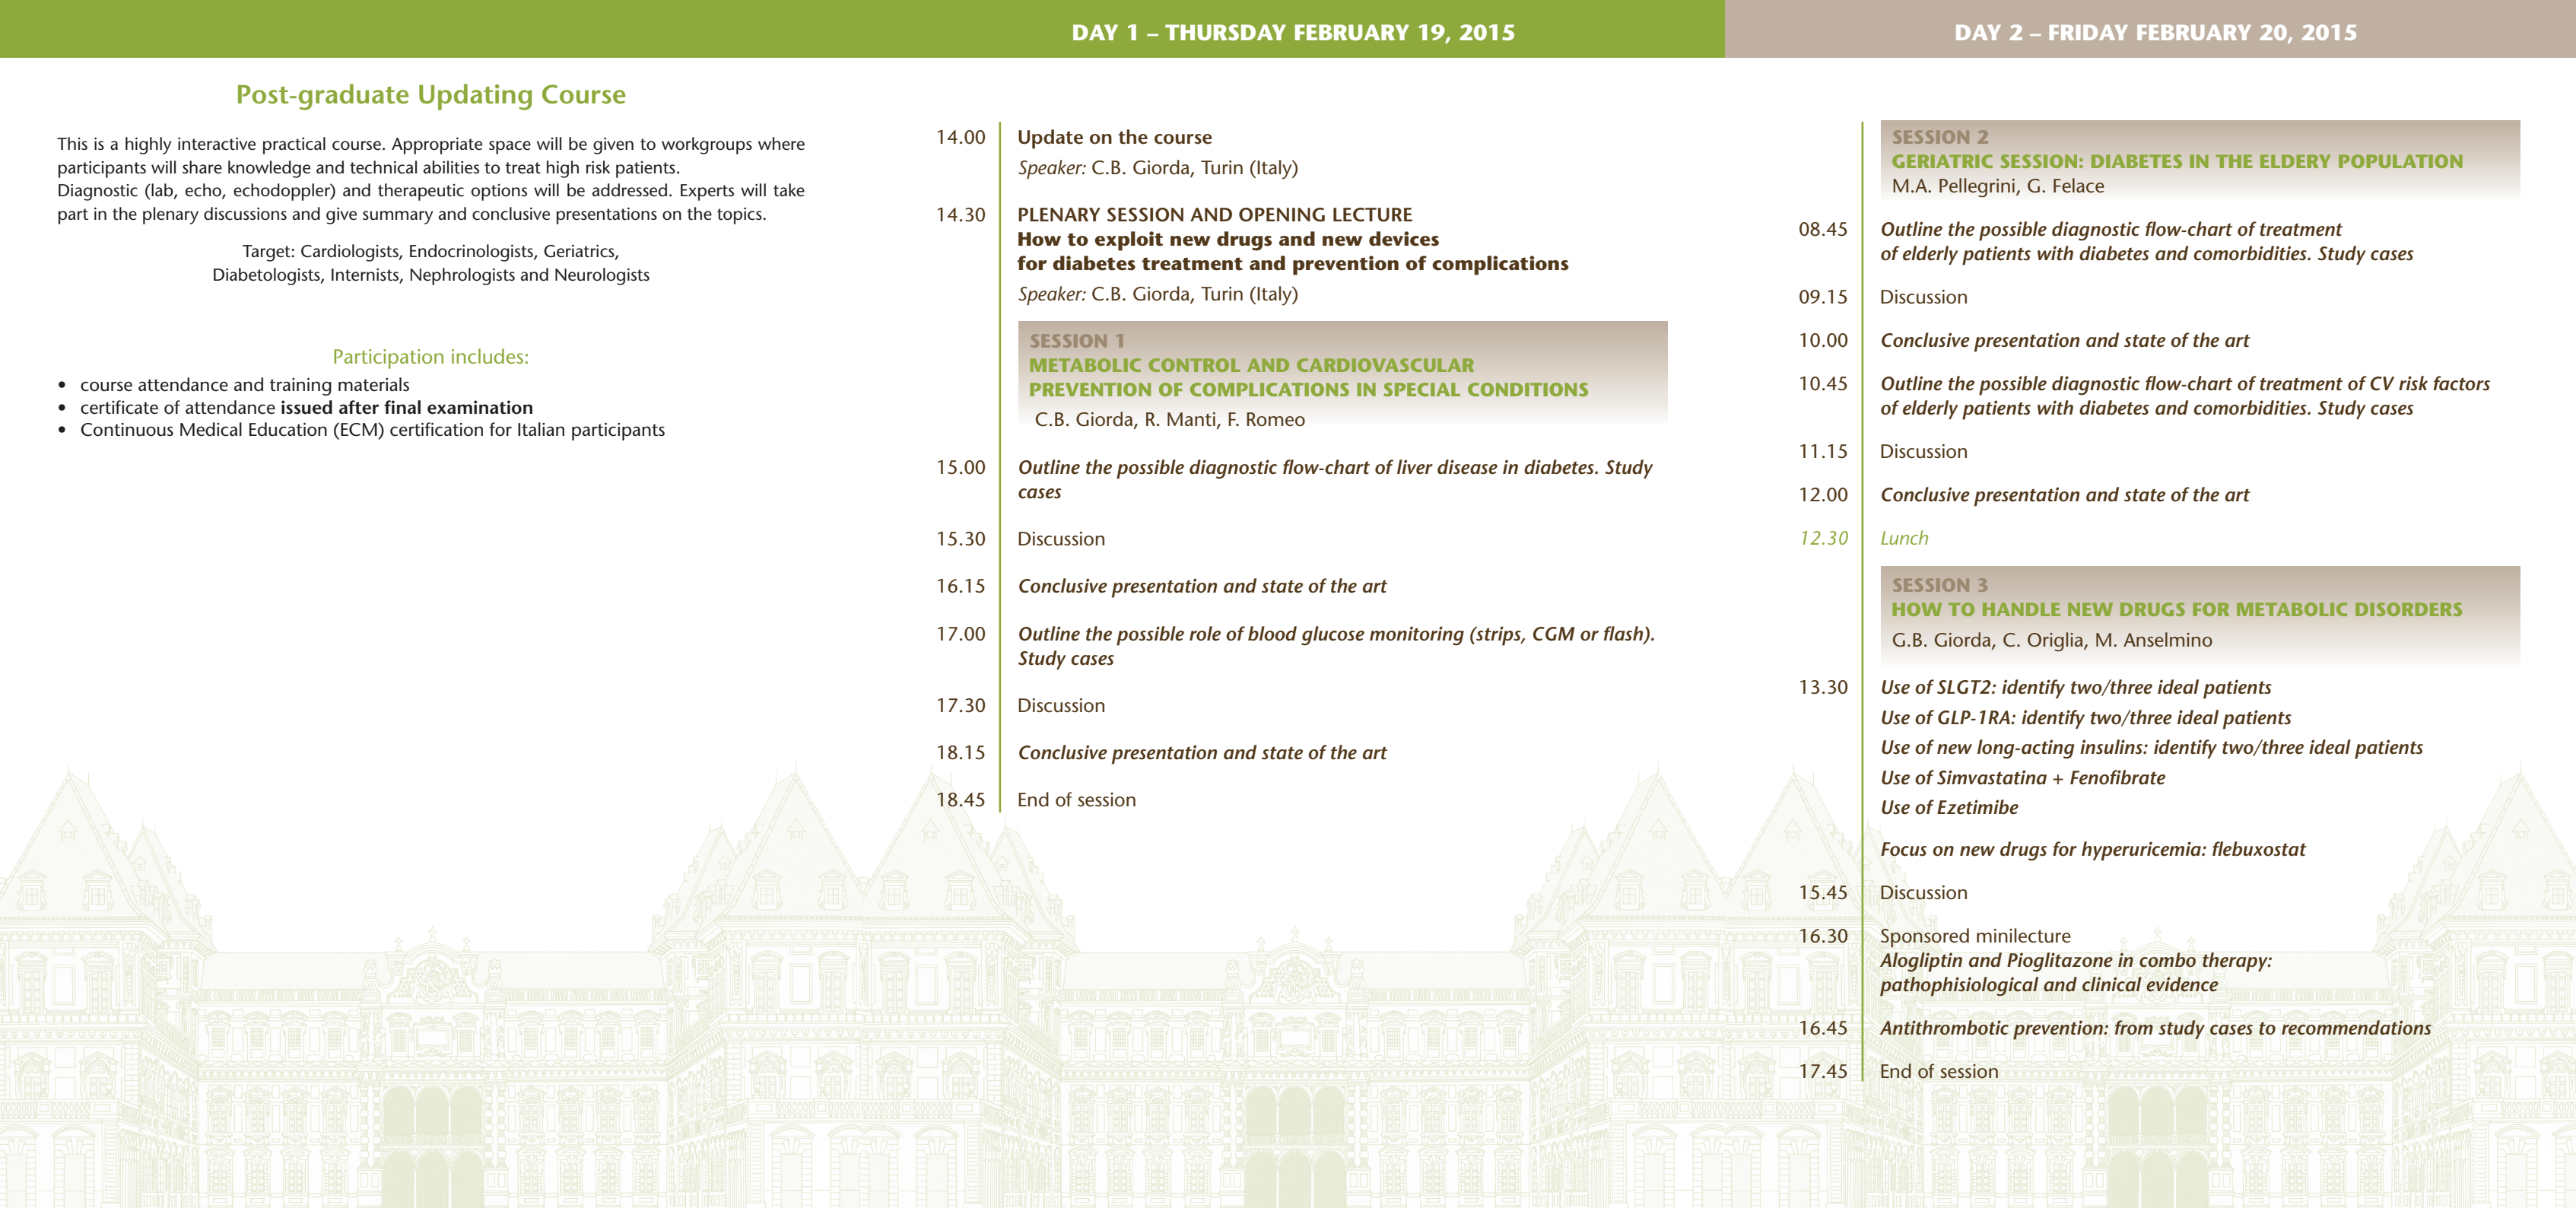 Post-graduate Updating Course
This is a highly interactive practical course. Appropriate space will be given to workgroups where
participants will share knowledge and technical abilities to treat high risk patients.
Diagnostic (lab, echo, echodoppler) and therapeutic options will be addressed. Experts will take
part in the plenary discussions and give summary and conclusive presentations on the topics.
Target: Cardiologists, Endocrinologists, Geriatrics,
Diabetologists, Internists, Nephrologists and Neurologists
Participation includes:
• course attendance and training materials
• certificate of attendance issued after final examination
• Continuous Medical Education (ECM) certification for Italian participants
DAY 1 – THURSDAY FEBRUARY 19, 2015
14.00 Update on the course
Speaker: C.B. Giorda, Turin (Italy)
14.30 PLENARY SESSION AND OPENING LECTURE
How to exploit new drugs and new devices
for diabetes treatment and prevention of complications
Speaker: C.B. Giorda, Turin (Italy)
SESSION 1
METABOLIC CONTROL AND CARDIOVASCULAR
PREVENTION OF COMPLICATIONS IN SPECIAL CONDITIONS
C.B. Giorda, R. Manti, F. Romeo
15.00 Outline the possible diagnostic flow-chart of liver disease in diabetes. Study
cases
15.30 Discussion
16.15 Conclusive presentation and state of the art
17.00 Outline the possible role of blood glucose monitoring (strips, CGM or flash).
Study cases
17.30 Discussion
18.15 Conclusive presentation and state of the art
18.45 End of session
DAY 2 – FRIDAY FEBRUARY 20, 2015
SESSION 2
GERIATRIC SESSION: DIABETES IN THE ELDERY POPULATION
M.A. Pellegrini, G. Felace
08.45 Outline the possible diagnostic flow-chart of treatment
of elderly patients with diabetes and comorbidities. Study cases
09.15 Discussion
10.00 Conclusive presentation and state of the art
10.45 Outline the possible diagnostic flow-chart of treatment of CV risk factors
of elderly patients with diabetes and comorbidities. Study cases
11.15 Discussion
12.00 Conclusive presentation and state of the art
12.30 Lunch
SESSION 3
HOW TO HANDLE NEW DRUGS FOR METABOLIC DISORDERS
G.B. Giorda, C. Origlia, M. Anselmino
13.30 Use of SLGT2: identify two/three ideal patients
Use of GLP-1RA: identify two/three ideal patients
Use of new long-acting insulins: identify two/three ideal patients
Use of Simvastatina + Fenofibrate
Use of Ezetimibe
Focus on new drugs for hyperuricemia: flebuxostat
15.45 Discussion
16.30 Sponsored minilecture
Alogliptin and Pioglitazone in combo therapy:
pathophisiological and clinical evidence
16.45 Antithrombotic prevention: from study cases to recommendations
17.45 End of session